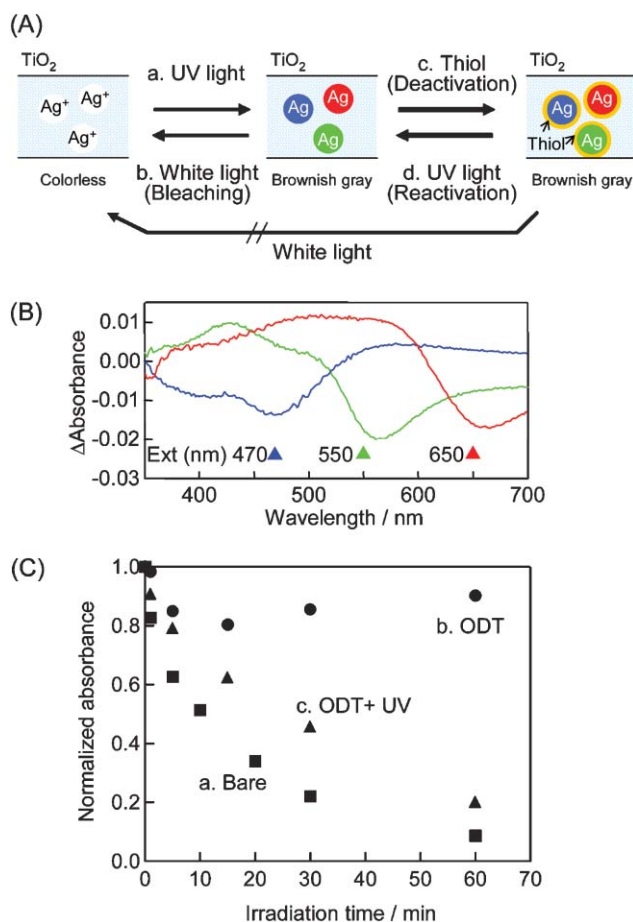 (A)
TiO₂
TiO₂
TiO₂
a. UV light
c. Thiol
(Deactivation)
Ag⁺
Ag⁺
Ag⁺
Ag
Ag
Ag
Ag
Ag
Ag
Thiol
Colorless
b. White light
(Bleaching)
Brownish gray
d. UV light
(Reactivation)
Brownish gray
White light
(B)
ΔAbsorbance
0.01
0.00
-0.01
-0.02
-0.03
Ext (nm) 470
550
650
400
500
600
700
Wavelength / nm
(C)
Normalized absorbance
1.0
0.8
0.6
0.4
0.2
0.0
b. ODT
c. ODT+ UV
a. Bare
0
10
20
30
40
50
60
70
Irradiation time / min